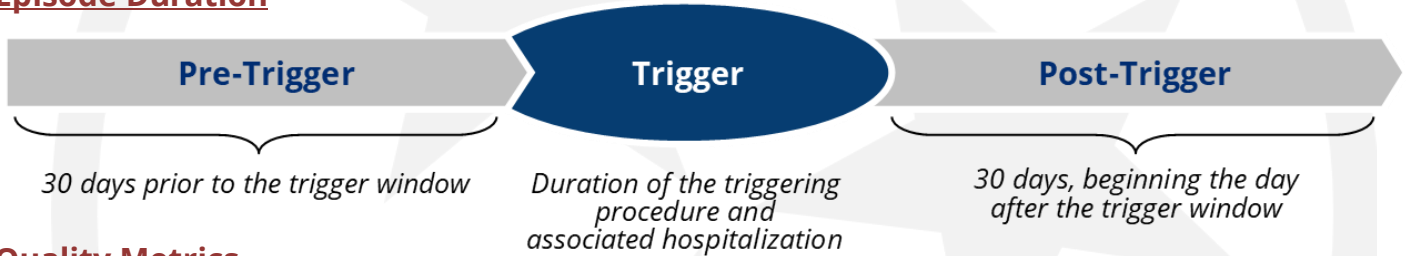 Episode Duration
Pre-Trigger
Trigger
Post-Trigger
30 days prior to the trigger window
Duration of the triggering
procedure and
associated hospitalization
30 days, beginning the day
after the trigger window
Quality Metrics